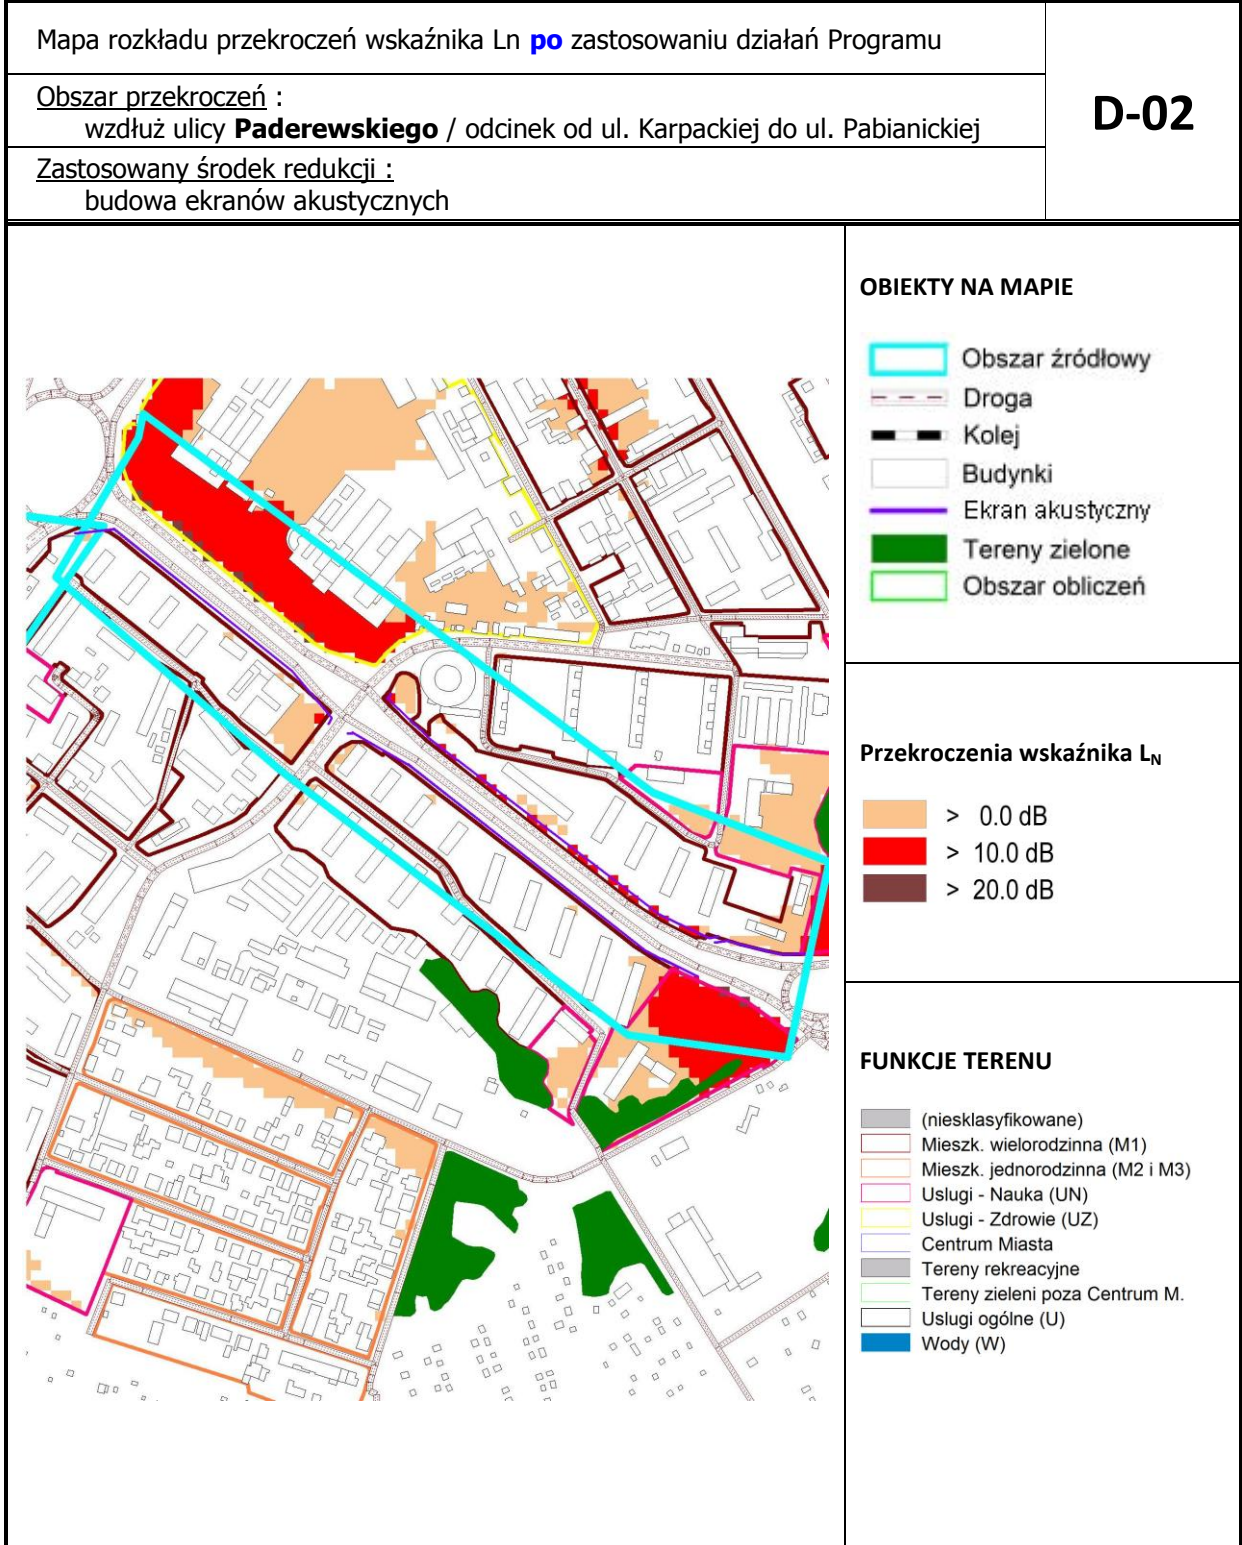 Mapa rozkładu przekroczeń wskaźnika Ln po zastosowaniu działań Programu
Obszar przekroczeń :
wzdłuż ulicy Paderewskiego / odcinek od ul. Karpackiej do ul. Pabianickiej
Zastosowany środek redukcji :
budowa ekranów akustycznych
D-02
OBIEKTY NA MAPIE
Obszar źródłowy
Droga
Kolej
Budynki
Ekran akustyczny
Tereny zielone
Obszar obliczeń
Przekroczenia wskaźnika LN
> 0.0 dB
> 10.0 dB
> 20.0 dB
FUNKCJE TERENU
(niesklasyfikowane)
Mieszk. wielorodzinna (M1)
Mieszk. jednorodzinna (M2 i M3)
Uslugi - Nauka (UN)
Uslugi - Zdrowie (UZ)
Centrum Miasta
Tereny rekreacyjne
Tereny zieleni poza Centrum M.
Uslugi ogólne (U)
Wody (W)